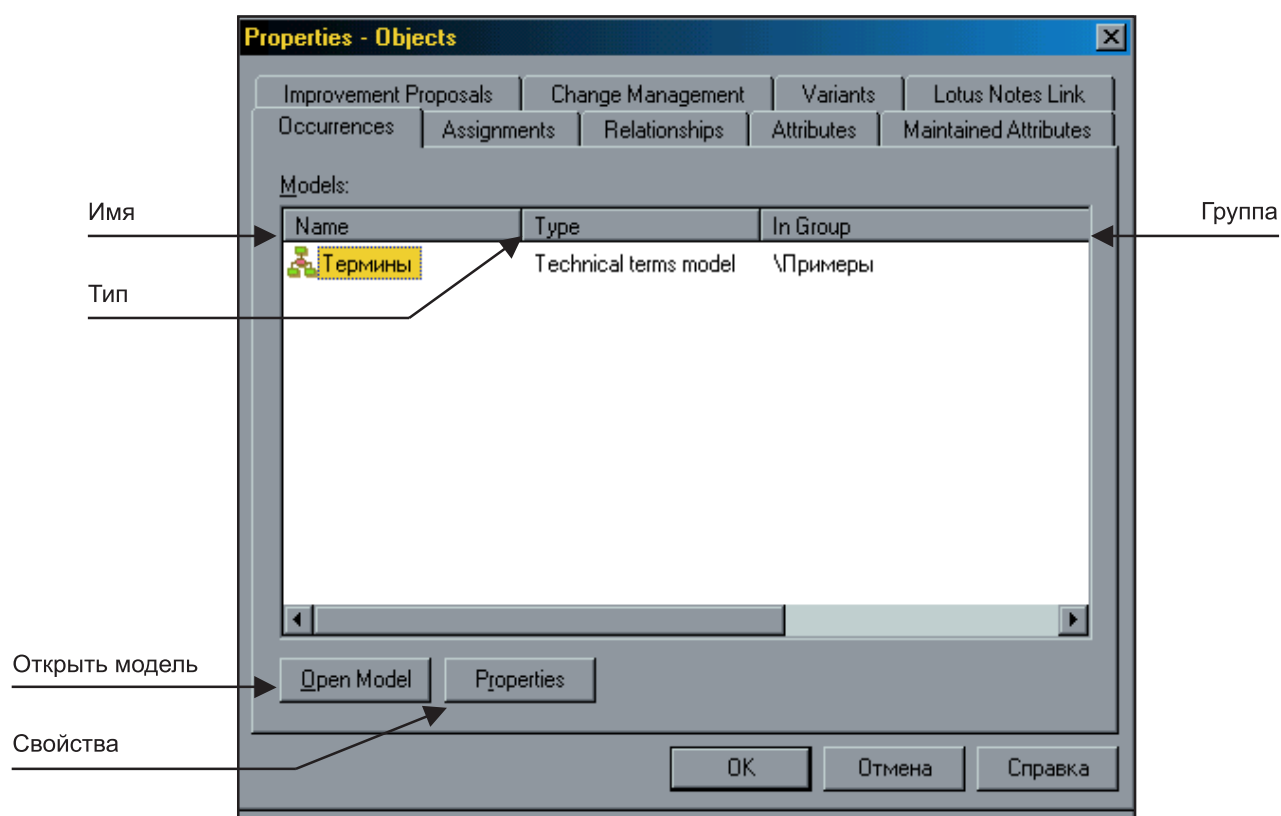 Properties - Objects
Improvement Proposals Change Management Variants Lotus Notes Link
Occurrences Assignments Relationships Attributes Maintained Attributes
Models:
Имя
Группа
Name Type In Group
Термины Technical terms model \Примеры
Тип
Открыть модель
Open Model Properties
Свойства
OK Отмена Справка